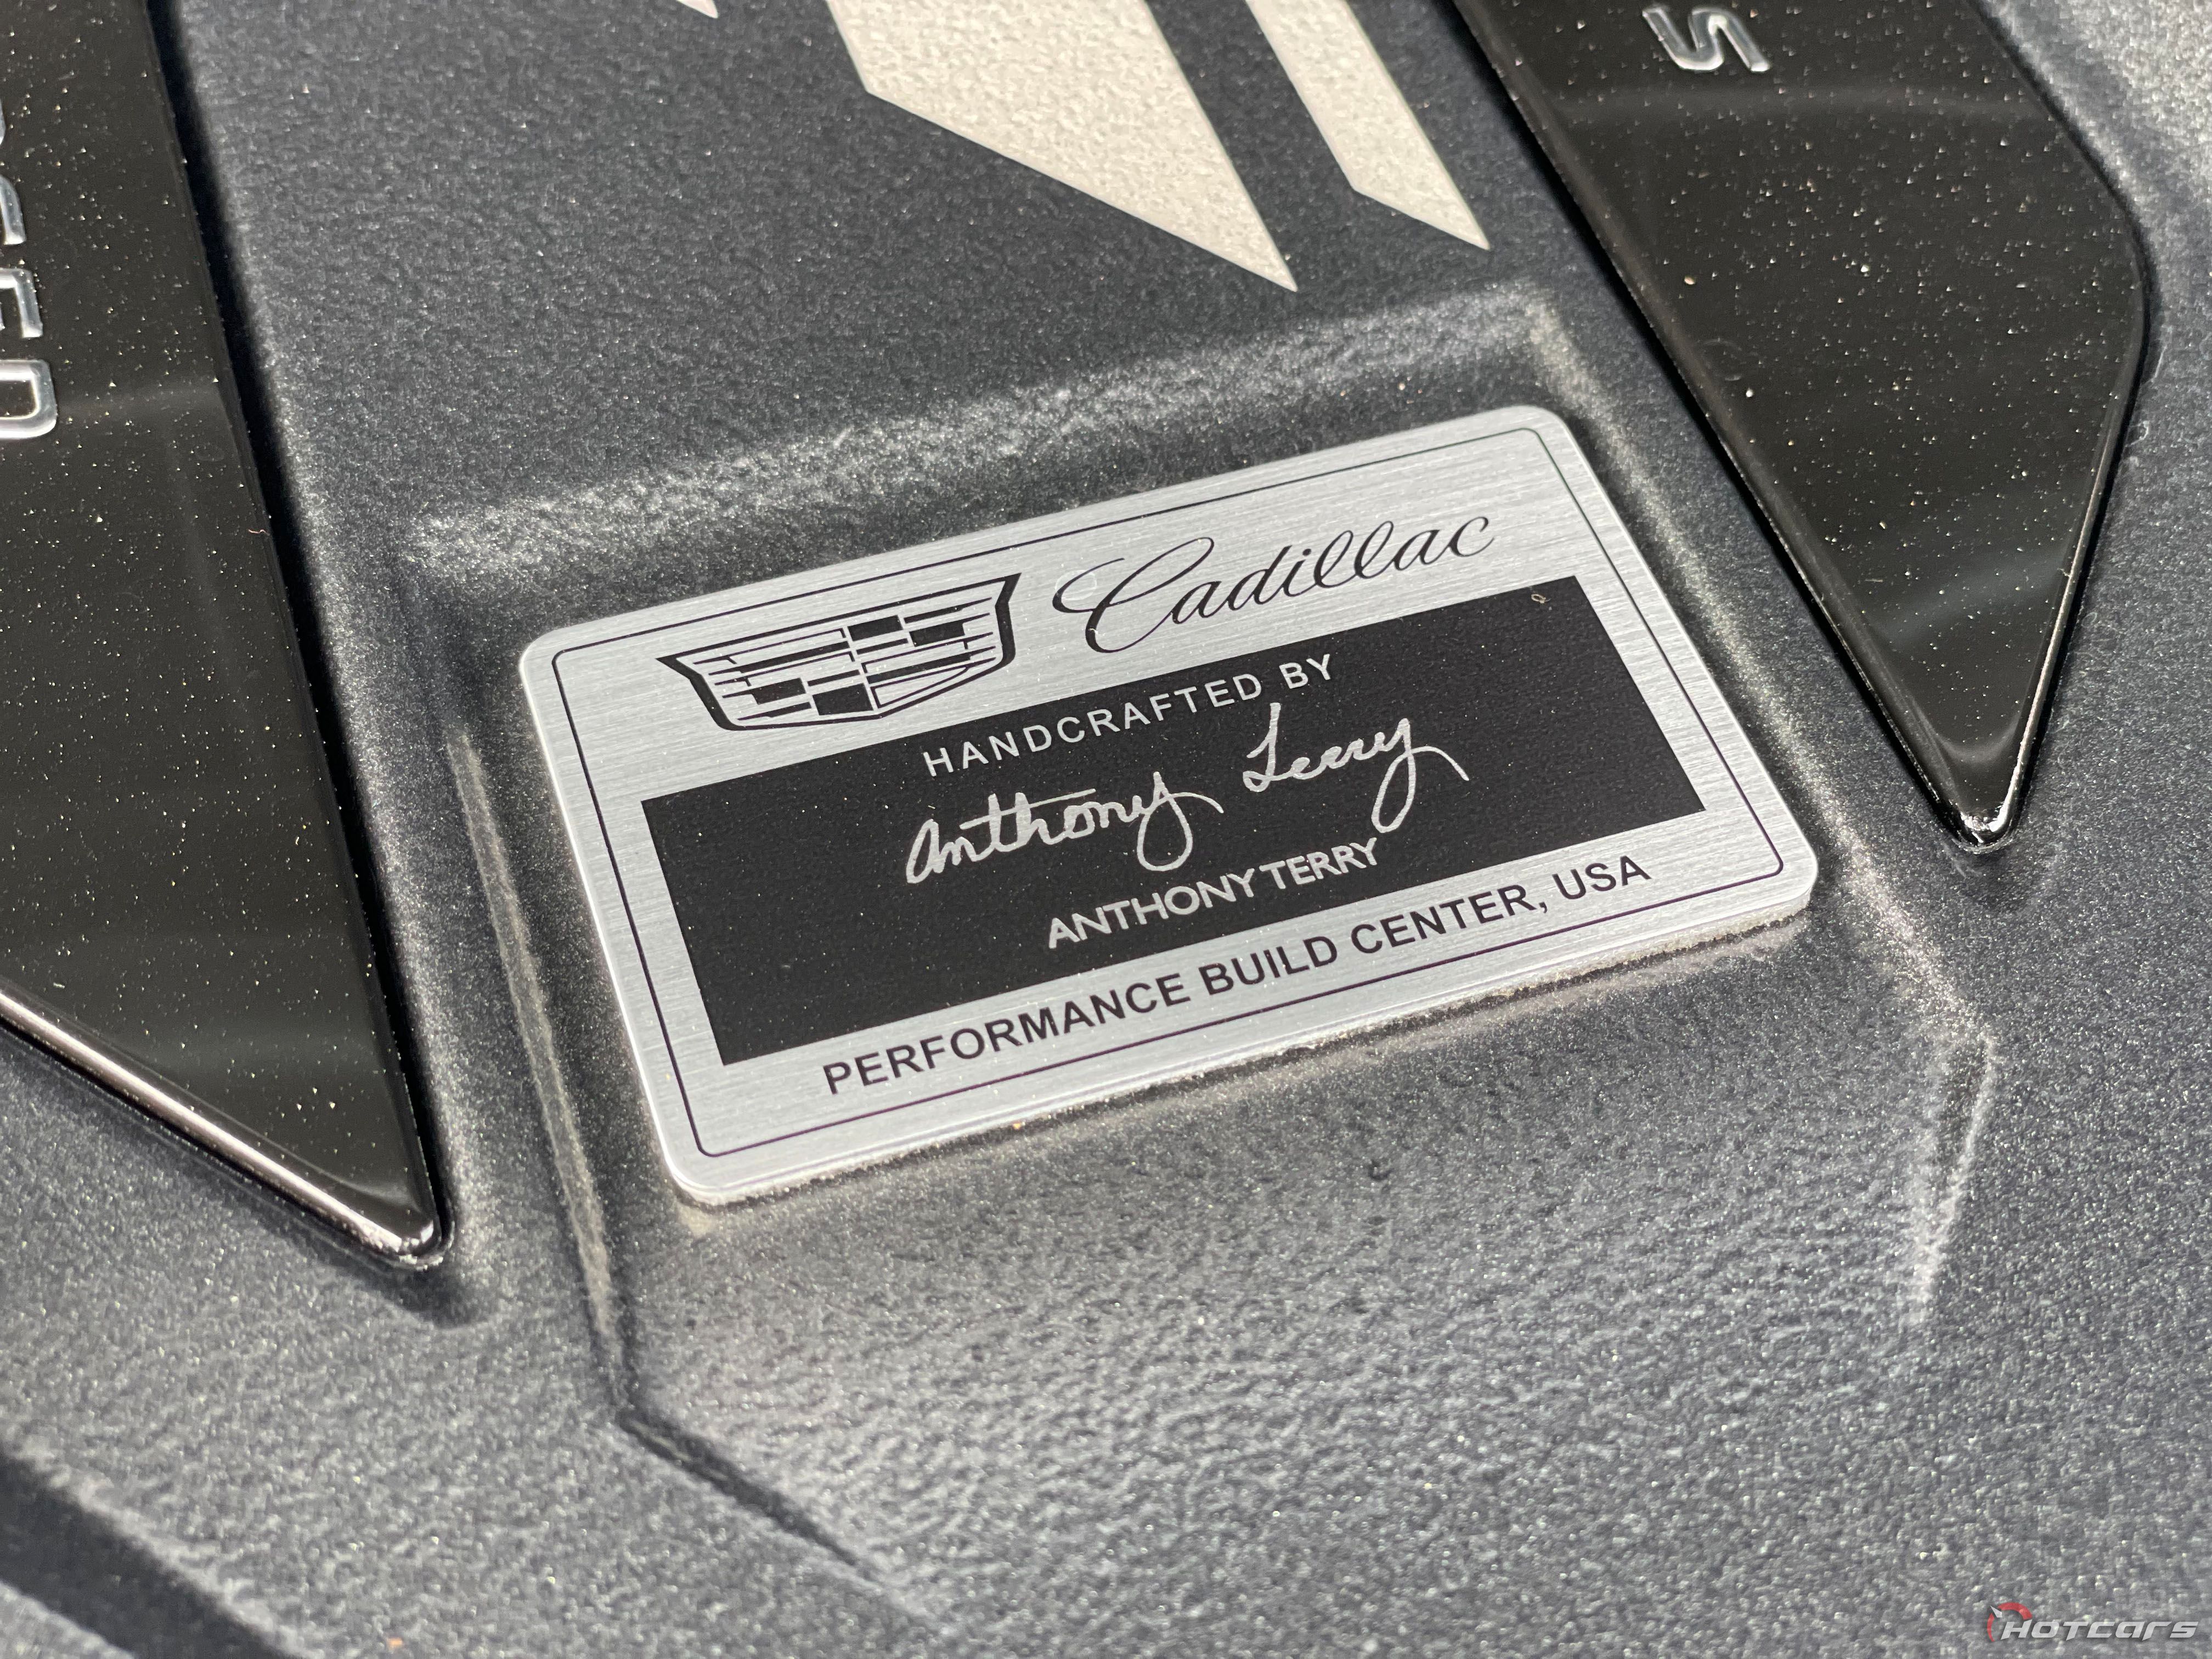 S
Cadillac
HANDCRAFTED BY
Anthony Terry
ANTHONY TERRY
PERFORMANCE BUILD CENTER, USA
HOTCARS